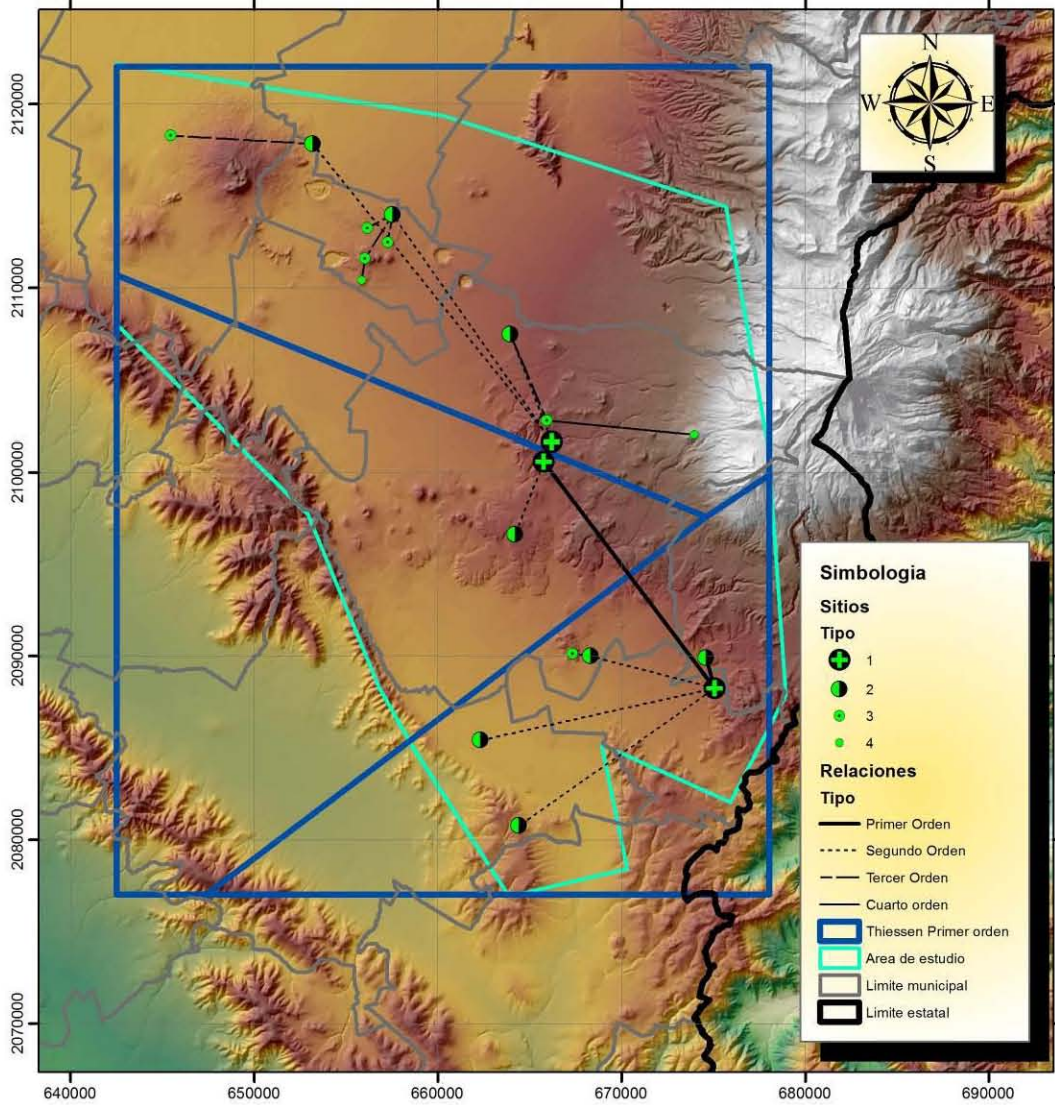 N
W E
S
2120000
2110000
2100000
2090000
2080000
2070000
Simbologia
Sitios
Tipo
1
2
3
4
Relaciones
Tipo
Primer Orden
Segundo Orden
Tercer Orden
Cuarto orden
Thiessen Primer orden
Area de estudio
Limite municipal
Limite estatal
640000 650000 660000 670000 680000 690000